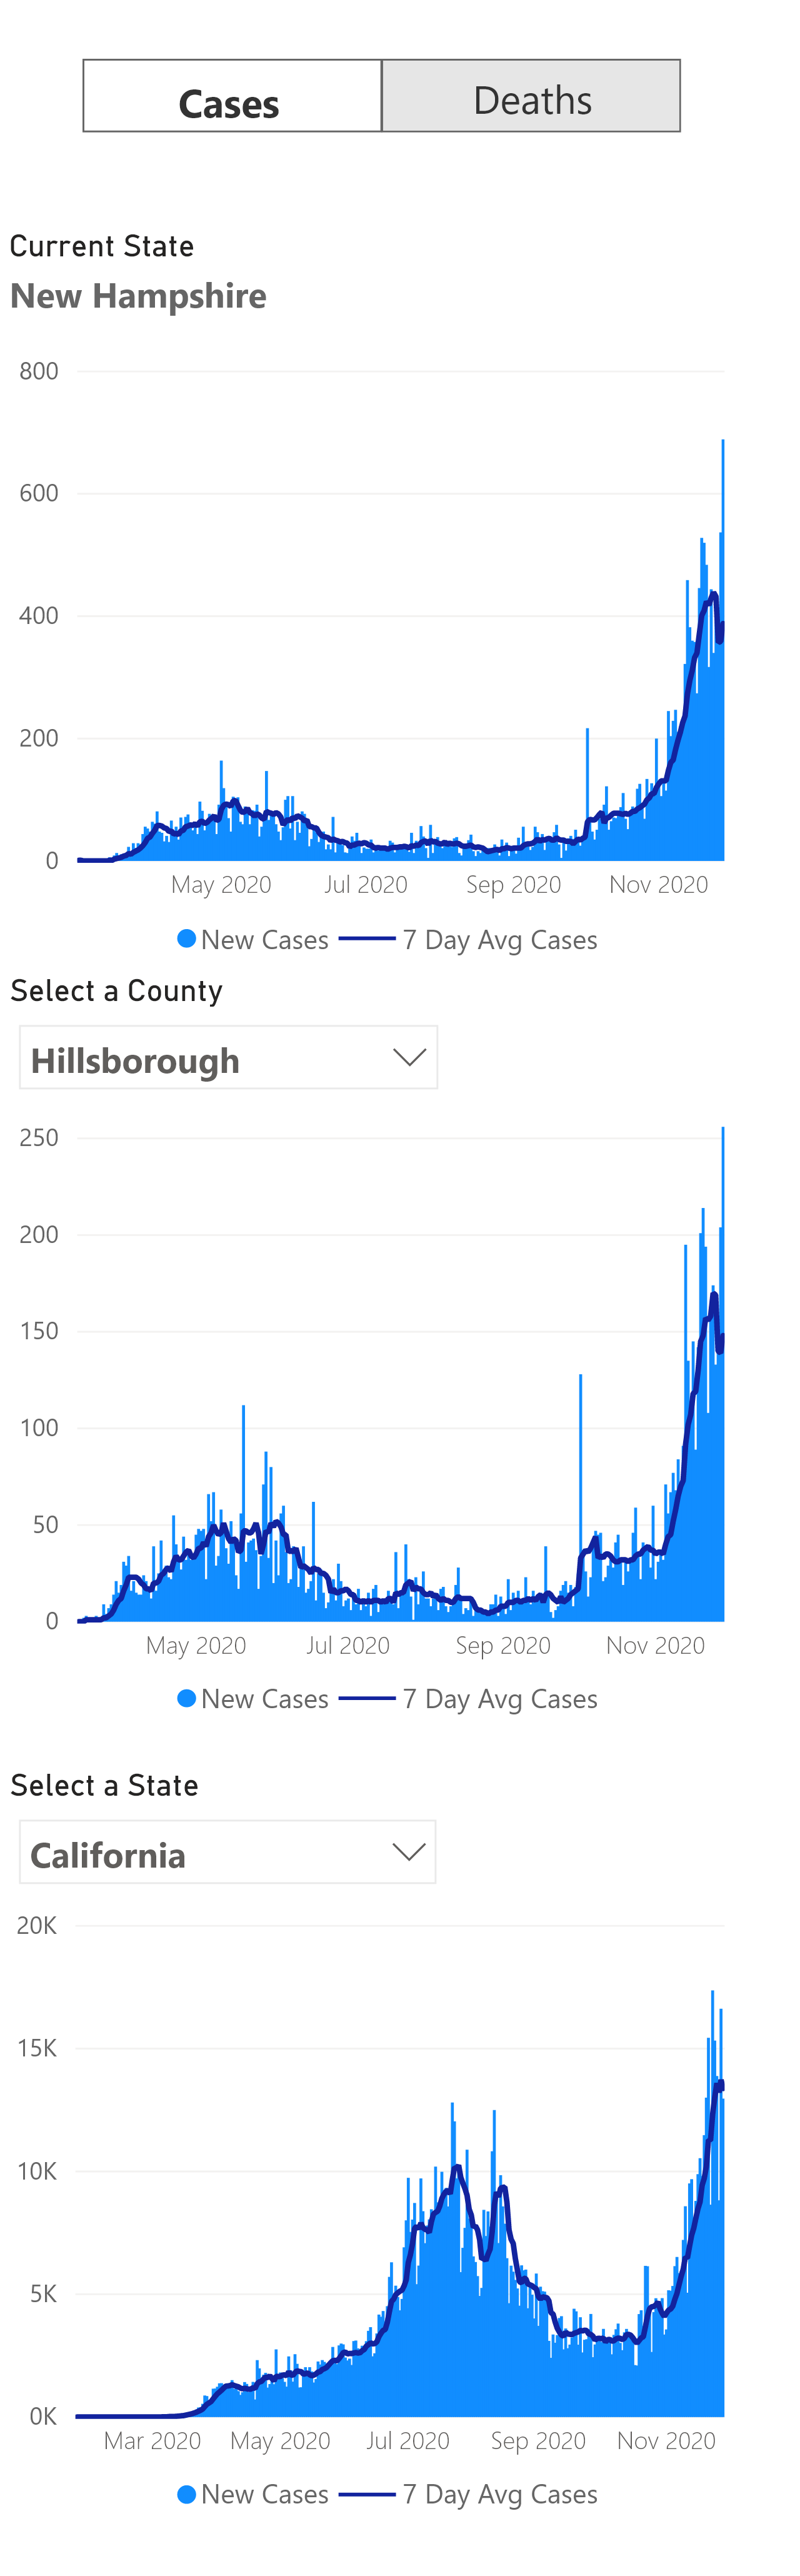 Cases Deaths
Current State
New Hampshire
800
600
400
200
0
May 2020 Jul 2020 Sep 2020 Nov 2020
New Cases 7 Day Avg Cases
Select a County
Hillsborough
250
200
150
100
50
0
May 2020 Jul 2020 Sep 2020 Nov 2020
New Cases 7 Day Avg Cases
Select a State
California
20K
15K
10K
5K
0K
Mar 2020 May 2020 Jul 2020 Sep 2020 Nov 2020
New Cases 7 Day Avg Cases